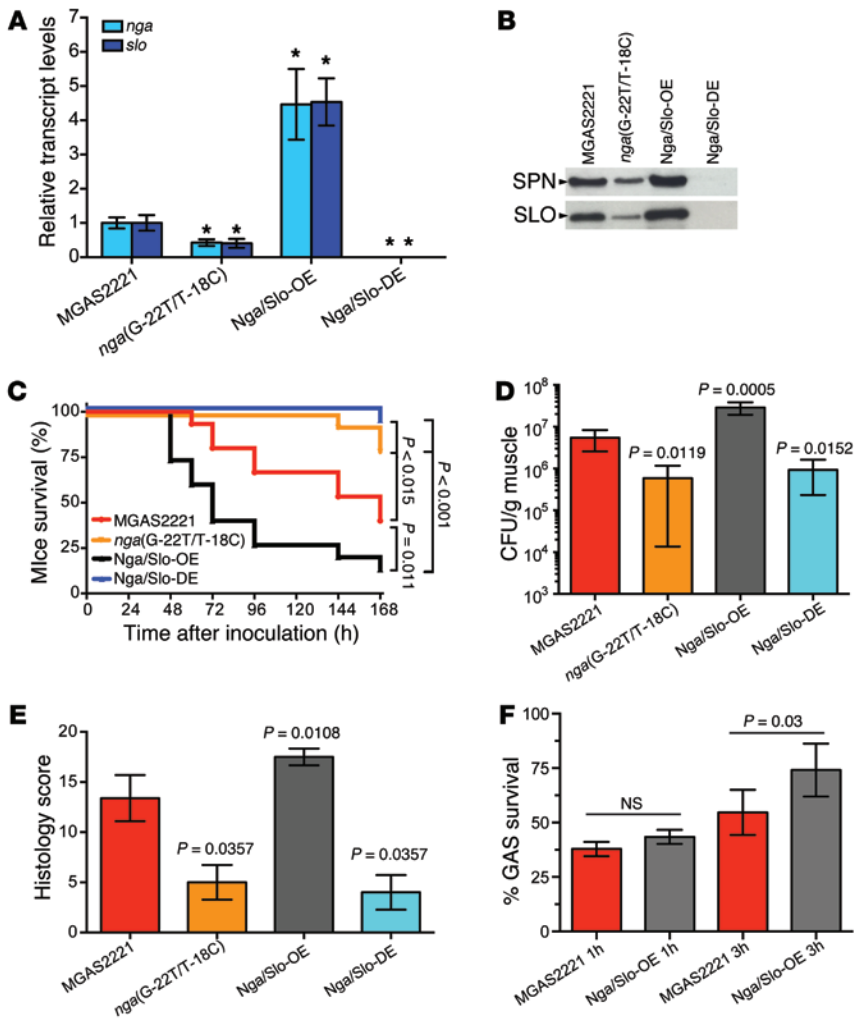 A
Relative transcript levels
7
6
5
4
3
2
1
0
nga
slo
* *
* *
* *
MGAS2221
nga(G-22T/T-18C)
Nga/Slo-OE
Nga/Slo-DE
B
MGAS2221
nga(G-22T/T-18C)
Nga/Slo-OE
Nga/Slo-DE
SPN
SLO
C
MIce survival (%)
100
75
50
25
0
MGAS2221
nga(G-22T/T-18C)
Nga/Slo-OE
Nga/Slo-DE
P < 0.015
P < 0.001
P = 0.011
0 24 48 72 96 120 144 168
Time after inoculation (h)
D
CFU/g muscle
10⁸
10⁷
10⁶
10⁵
10⁴
10³
P = 0.0119
P = 0.0005
P = 0.0152
MGAS2221
nga(G-22T/T-18C)
Nga/Slo-OE
Nga/Slo-DE
E
Histology score
20
15
10
5
0
P = 0.0357
P = 0.0108
P = 0.0357
MGAS2221
nga(G-22T/T-18C)
Nga/Slo-OE
Nga/Slo-DE
F
% GAS survival
100
75
50
25
0
NS
P = 0.03
MGAS2221 1h
Nga/Slo-OE 1h
MGAS2221 3h
Nga/Slo-OE 3h